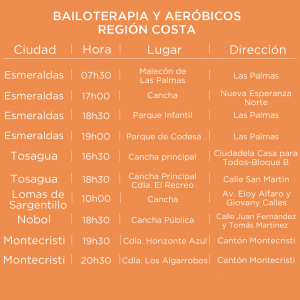 BAILOTERAPIA Y AERÓBICOS
REGIÓN COSTA
Ciudad Hora Lugar Dirección
Esmeraldas 07h30 Malecón de Las Palmas Las Palmas
Esmeraldas 17h00 Cancha Nueva Esperanza Norte
Esmeraldas 18h30 Parque Infantil Las Palmas
Esmeraldas 19h00 Parque de Codesa Las Palmas
Tosagua 16h30 Cancha principal Ciudadela Casa para Todos-Bloque B
Tosagua 18h30 Cancha Principal Cdla. El Recreo Calle San Martin
Lomas de Sargentillo 10h00 Cancha Av. Eloy Alfaro y Giovany Calles
Nobol 18h30 Cancha Pública Calle Juan Fernández y Tomás Martinez
Montecristi 19h30 Cdla. Horizonte Azul Cantón Montecristi
Montecristi 20h30 Cdla. Los Algarrobos Cantón Montecristi